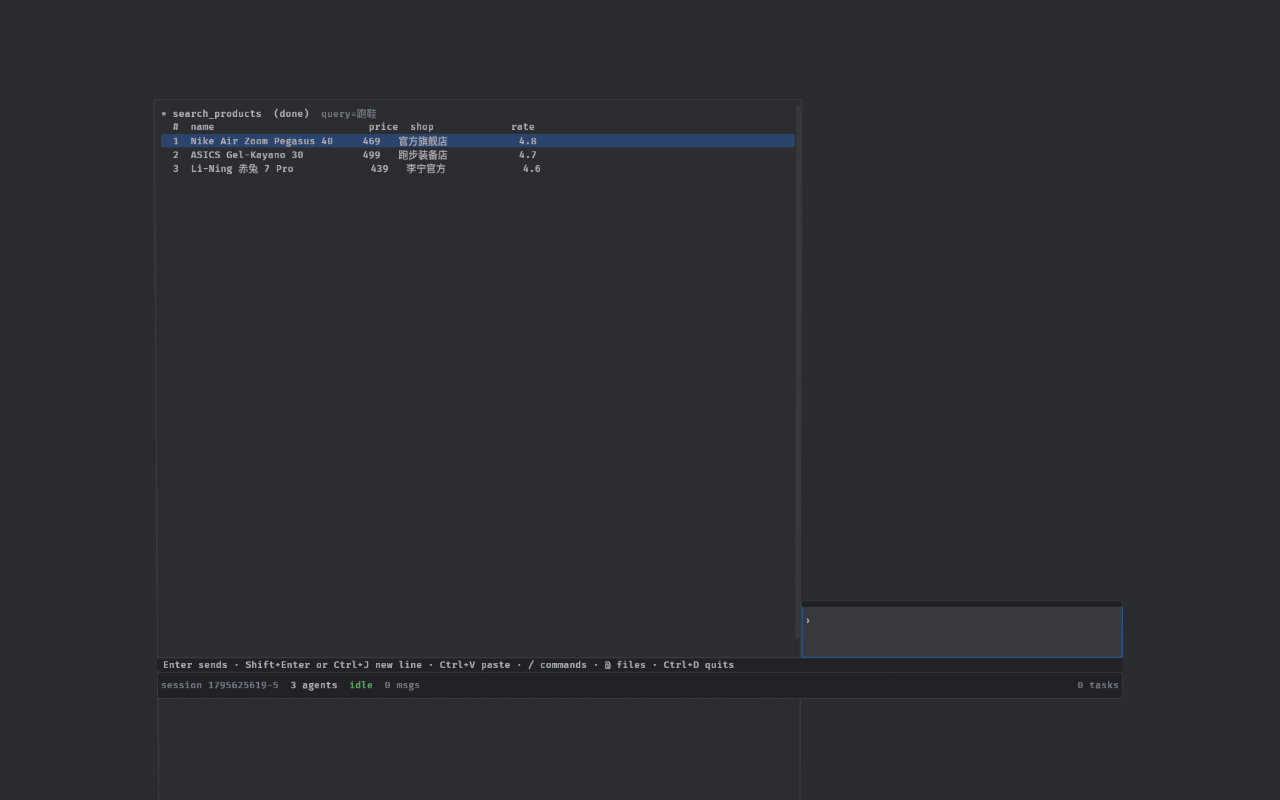 * search_products (done) query=跑鞋
# name price shop rate
1 Nike Air Zoom Pegasus 40 469 官方旗舰店 4.8
2 ASICS Gel-Kayano 30 499 跑步装备店 4.7
3 Li-Ning 赤兔 7 Pro 439 李宁官方 4.6
›
Enter sends · Shift+Enter or Ctrl+J new line · Ctrl+V paste · / commands · @ files · Ctrl+D quits
session 1795625619-5 3 agents idle 0 msgs 0 tasks